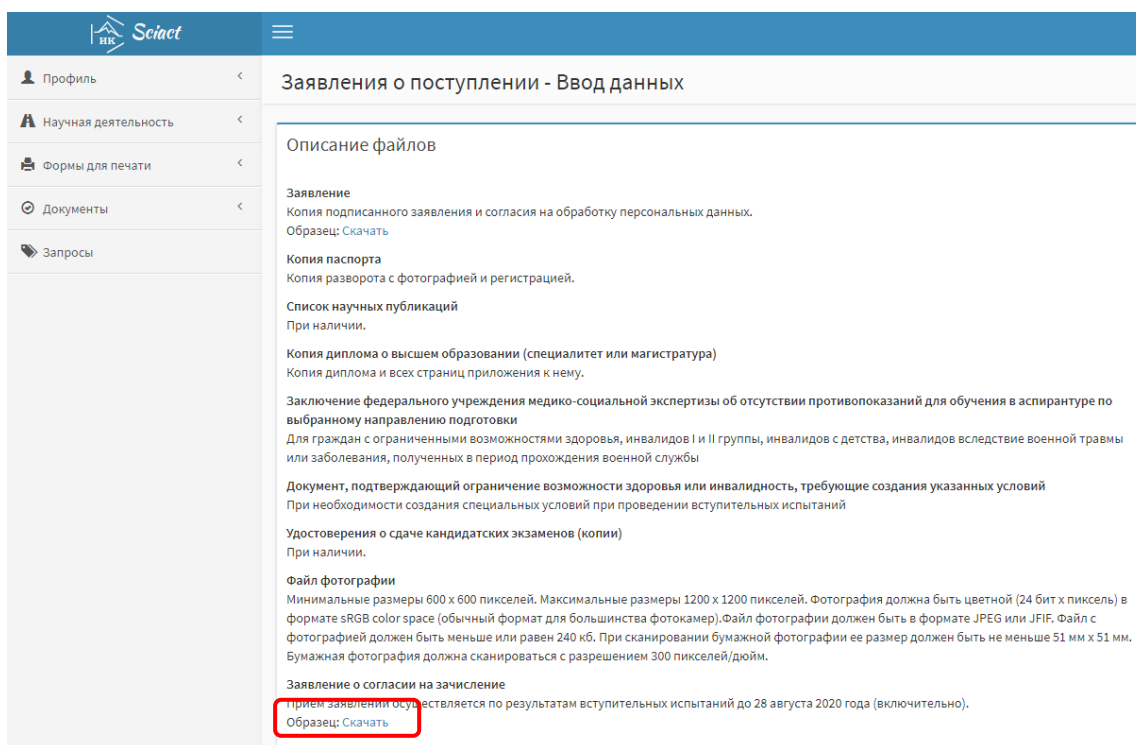 ИК Sciact
Профиль
Научная деятельность
Формы для печати
Документы
Запросы
Заявления о поступлении - Ввод данных
Описание файлов
Заявление
Копия подписанного заявления и согласия на обработку персональных данных.
Образец: Скачать
Копия паспорта
Копия разворота с фотографией и регистрацией.
Список научных публикаций
При наличии.
Копия диплома о высшем образовании (специалитет или магистратура)
Копия диплома и всех страниц приложения к нему.
Заключение федерального учреждения медико-социальной экспертизы об отсутствии противопоказаний для обучения в аспирантуре по
выбранному направлению подготовки
Для граждан с ограниченными возможностями здоровья, инвалидов I и II группы, инвалидов с детства, инвалидов вследствие военной травмы
или заболевания, полученных в период прохождения военной службы
Документ, подтверждающий ограничение возможности здоровья или инвалидность, требующие создания указанных условий
При необходимости создания специальных условий при проведении вступительных испытаний
Удостоверения о сдаче кандидатских экзаменов (копии)
При наличии.
Файл фотографии
Минимальные размеры 600 x 600 пикселей. Максимальные размеры 1200 x 1200 пикселей. Фотография должна быть цветной (24 бит x пиксель) в
формате sRGB color space (обычный формат для большинства фотокамер).Файл фотографии должен быть в формате JPEG или JFIF. Файл с
фотографией должен быть меньше или равен 240 кб. При сканировании бумажной фотографии ее размер должен быть не меньше 51 мм x 51 мм.
Бумажная фотография должна сканироваться с разрешением 300 пикселей/дюйм.
Заявление о согласии на зачисление
Прием заявлений осуществляется по результатам вступительных испытаний до 28 августа 2020 года (включительно).
Образец: Скачать